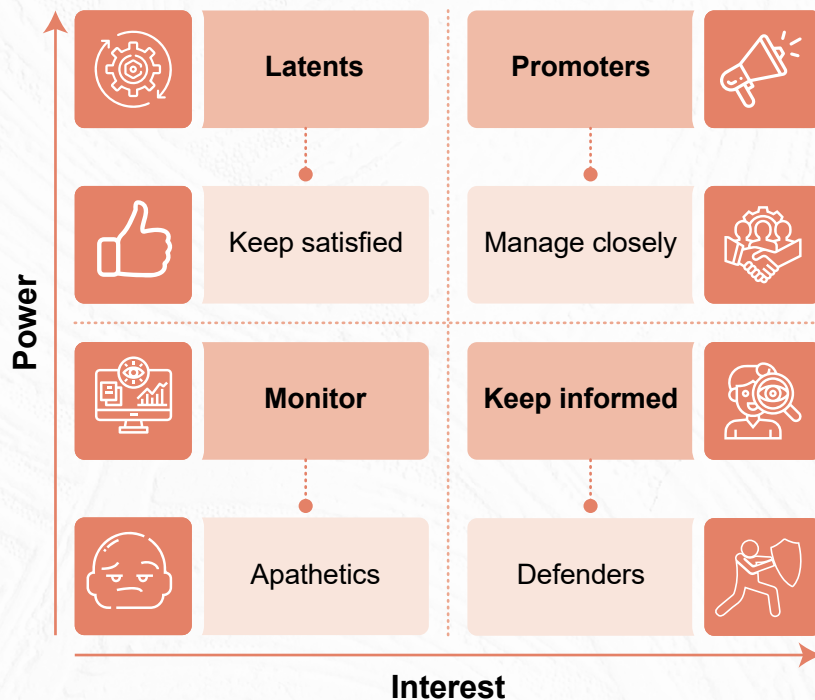 Latents
Promoters
Keep satisfied
Manage closely
Power
Monitor
Keep informed
Apathetics
Defenders
Interest